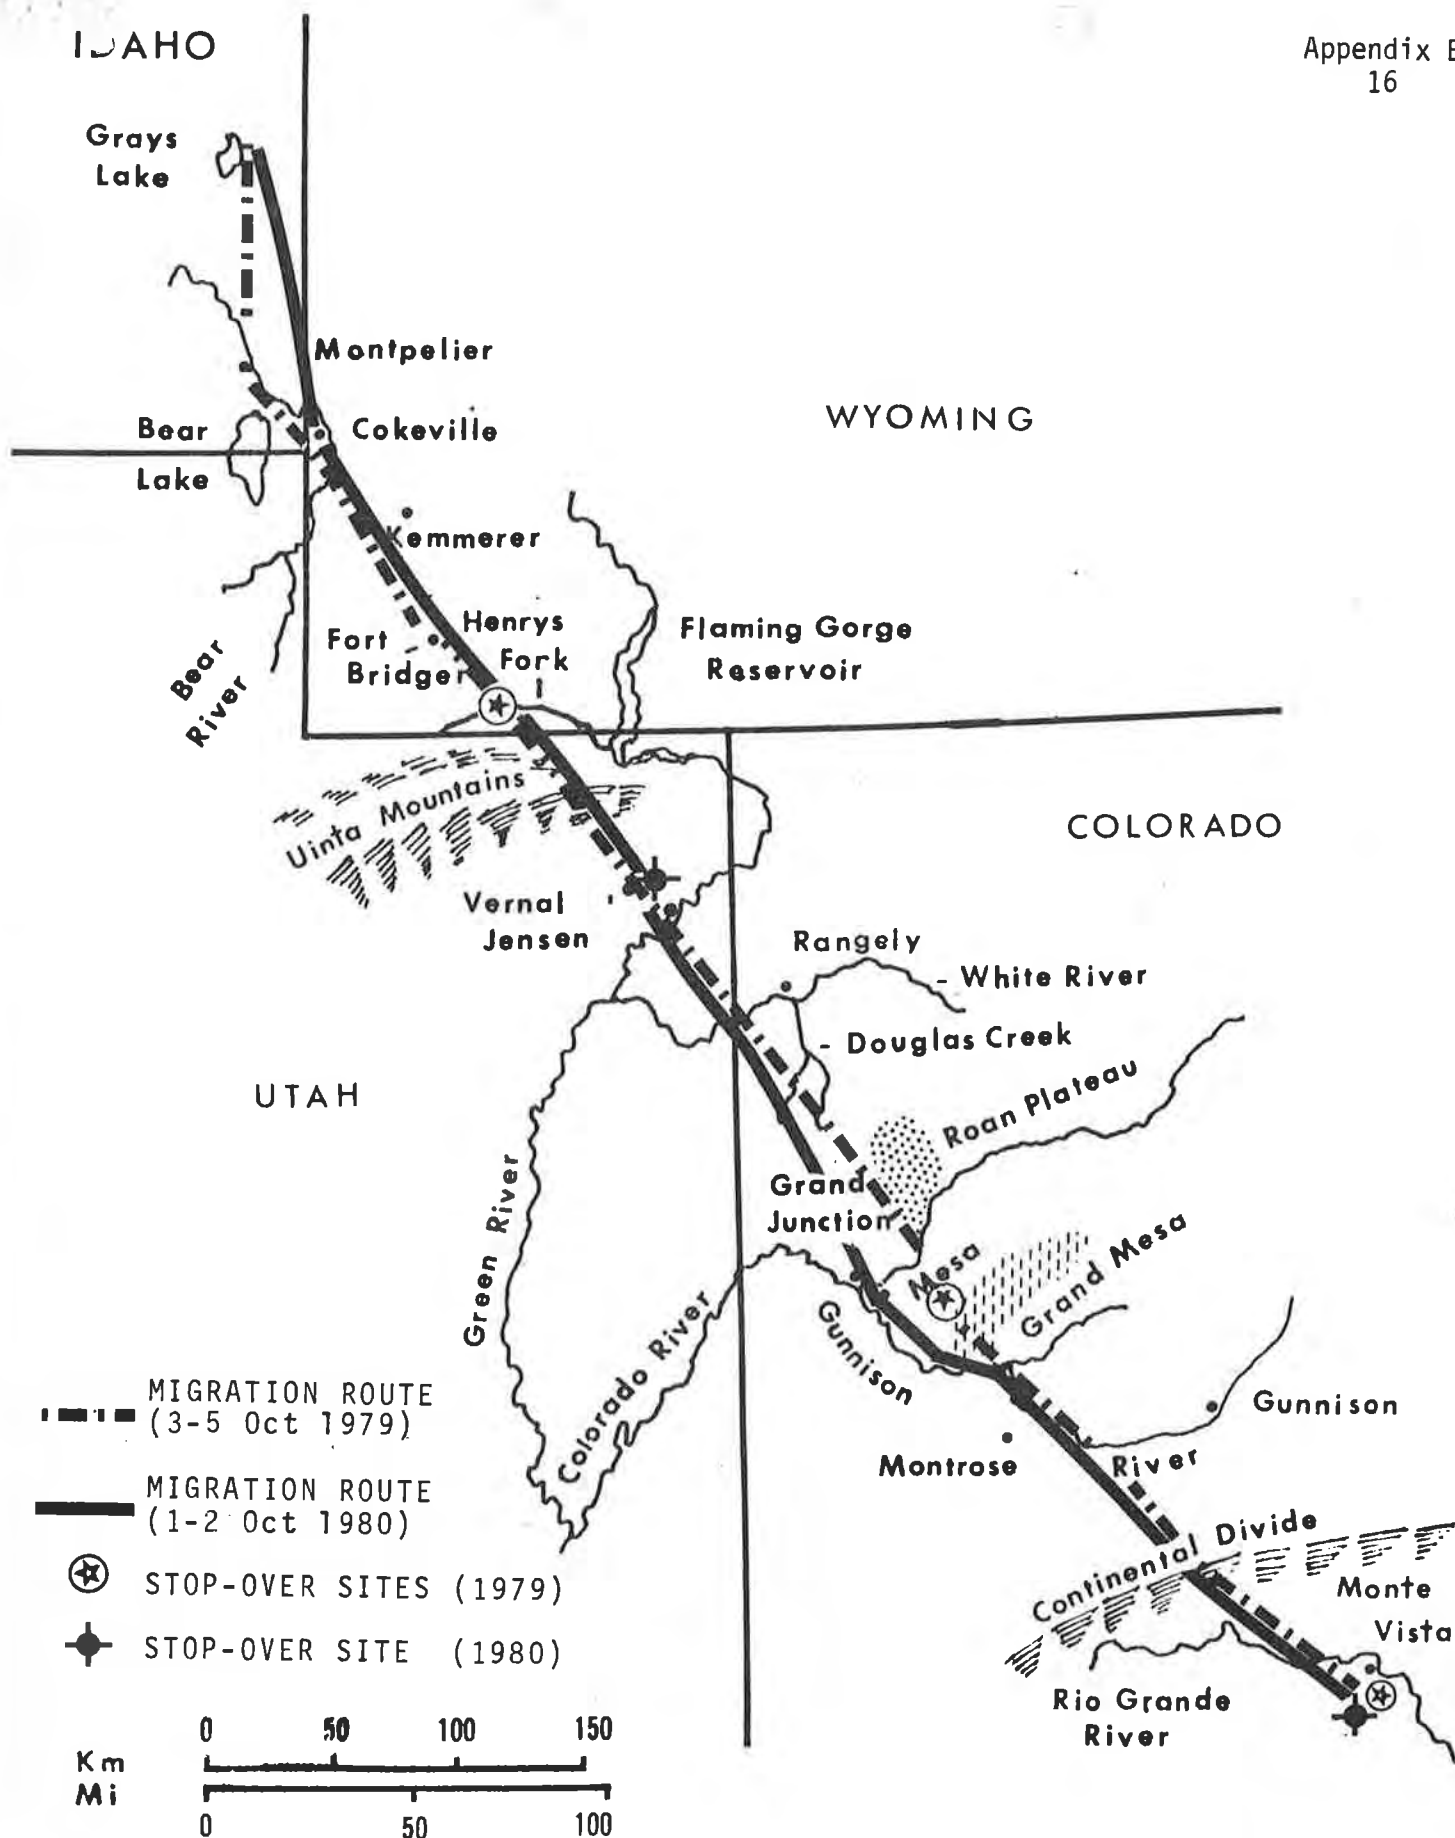 IDAHO
Appendix E
16
Grays
Lake
Montpelier
Bear
Lake
Cokeville
WYOMING
Kemmerer
Henrys
Fork
Fort
Bridger
Flaming Gorge
Reservoir
Bear
River
Uinta Mountains
COLORADO
Vernal
Jensen
Rangely
White River
Douglas Creek
UTAH
Roan Plateau
Grand
Junction
Green River
Mesa
Grand Mesa
Colorado River
Gunnison
Gunnison
Montrose
River
Continental Divide
Monte
Vista
Rio Grande
River
MIGRATION ROUTE
(3-5 Oct 1979)
MIGRATION ROUTE
(1-2 Oct 1980)
STOP-OVER SITES (1979)
STOP-OVER SITE (1980)
0 50 100 150
Km
Mi
0 50 100